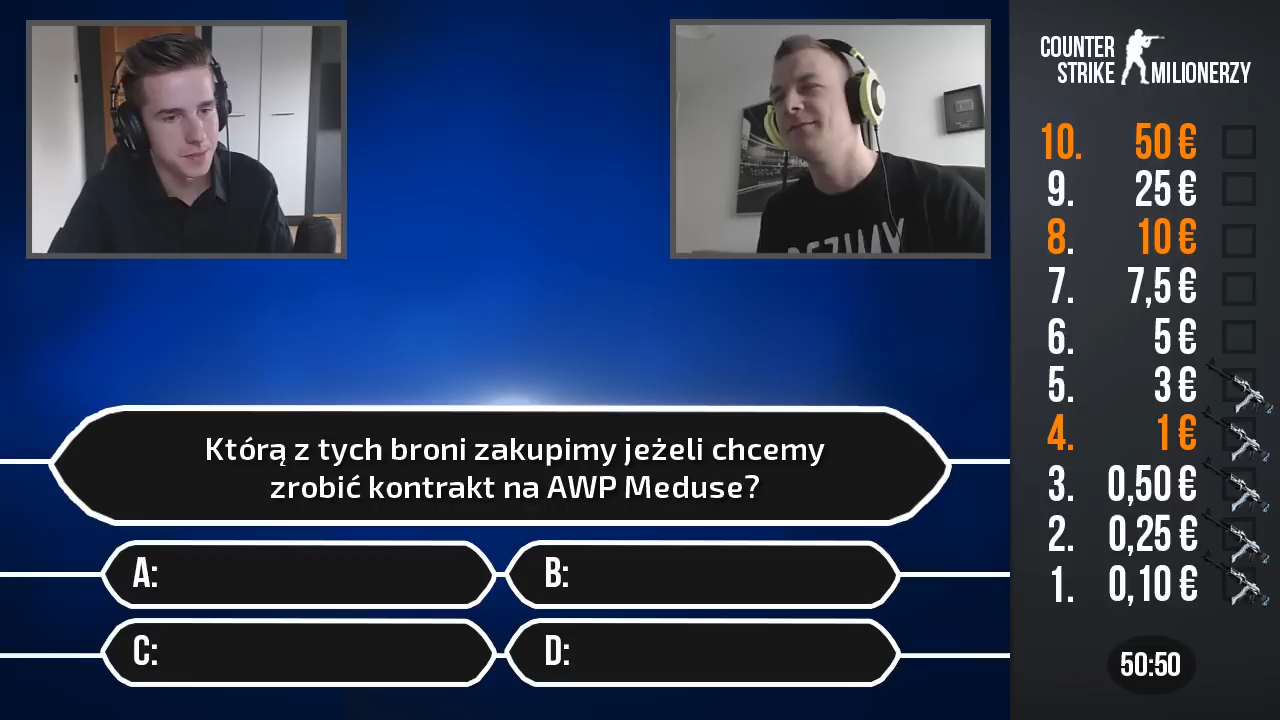 COUNTER
STRIKE MILIONERZY
10. 50 €
9. 25 €
8. 10 €
7. 7,5 €
6. 5 €
5. 3 €
4. 1 €
3. 0,50 €
2. 0,25 €
1. 0,10 €
50:50
Którą z tych broni zakupimy jeżeli chcemy
zrobić kontrakt na AWP Meduse?
A:
B:
C:
D: